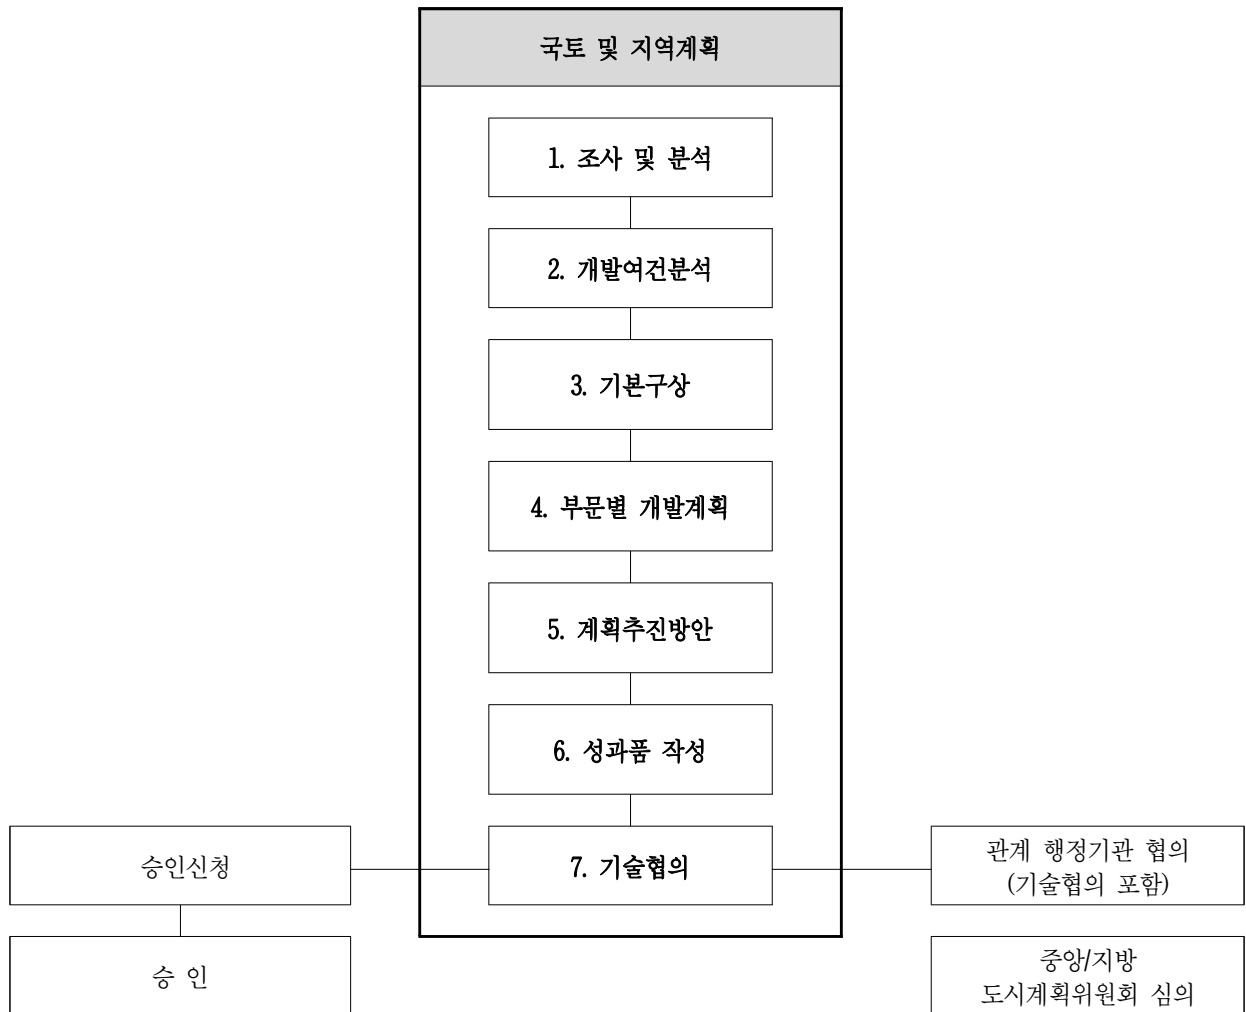 국토 및 지역계획
1. 조사 및 분석
2. 개발여건분석
3. 기본구상
4. 부문별 개발계획
5. 계획추진방안
6. 성과품 작성
승인신청
7. 기술협의
관계 행정기관 협의
(기술협의 포함)
승 인
중앙/지방
도시계획위원회 심의